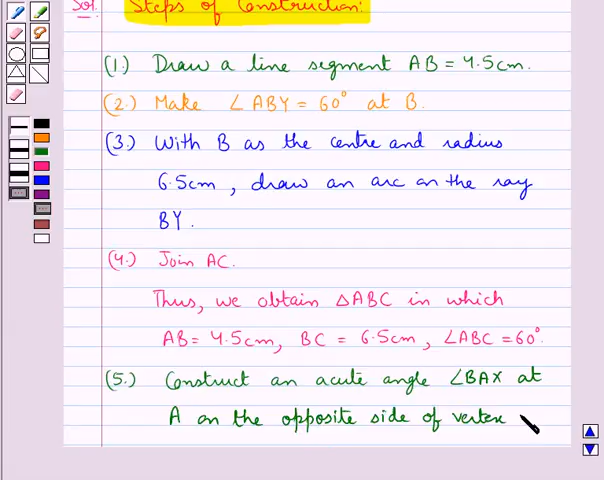 Sol.
Steps of Construction:
(1.) Draw a line segment AB = 4.5cm.
(2.) Make ∠ABY = 60° at B.
(3.) With B as the centre and radius
6.5cm, draw an arc on the ray
BY.
(4.) Join AC.
Thus, we obtain △ABC in which
AB = 4.5cm, BC = 6.5cm, ∠ABC = 60°.
(5.) Construct an acute angle ∠BAX at
A on the opposite side of vertex